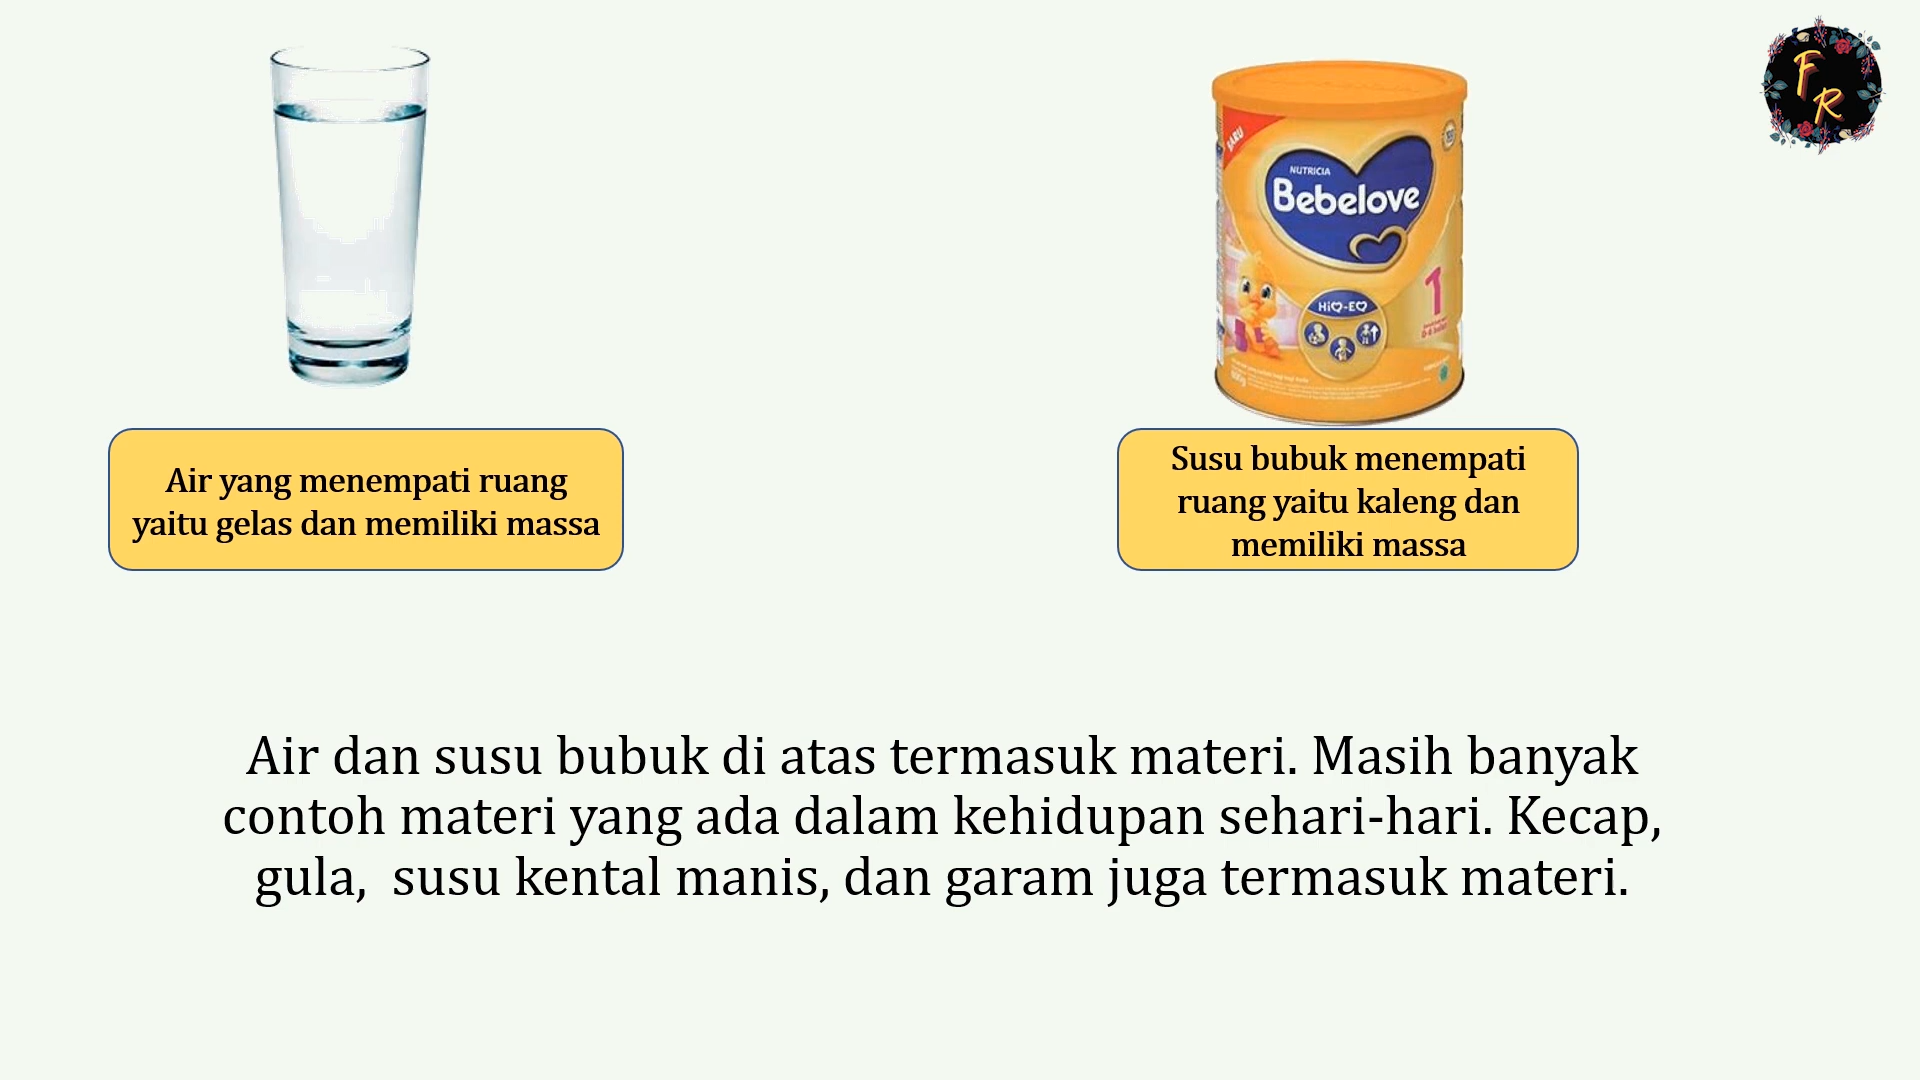 F
R
BARU
NUTRICIA
Bebelove
HiQ-EQ
1
Air yang menempati ruang
yaitu gelas dan memiliki massa
Susu bubuk menempati
ruang yaitu kaleng dan
memiliki massa
Air dan susu bubuk di atas termasuk materi. Masih banyak
contoh materi yang ada dalam kehidupan sehari-hari. Kecap,
gula,  susu kental manis, dan garam juga termasuk materi.